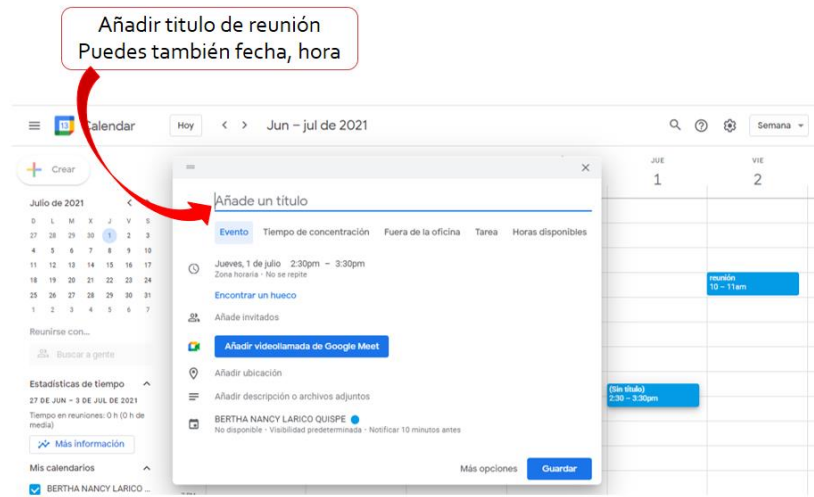 Añadir titulo de reunión
Puedes también fecha, hora
13
Calendar
Hoy
Jun – jul de 2021
Semana
Crear
Julio de 2021
D L M X J V S
27 28 29 30 1 2 3
4 5 6 7 8 9 10
11 12 13 14 15 16 17
18 19 20 21 22 23 24
25 26 27 28 29 30 31
1 2 3 4 5 6 7
Reunirse con...
Buscar a gente
Estadísticas de tiempo
27 DE JUN – 3 DE JUL DE 2021
Tiempo en reuniones: 0 h (0 h de
media)
Más información
Mis calendarios
BERTHA NANCY LARICO ...
Añade un título
Evento Tiempo de concentración Fuera de la oficina Tarea Horas disponibles
Jueves, 1 de julio 2:30pm – 3:30pm
Zona horaria · No se repite
Encontrar un hueco
Añade invitados
Añadir videollamada de Google Meet
Añadir ubicación
Añadir descripción o archivos adjuntos
BERTHA NANCY LARICO QUISPE
No disponible · Visibilidad predeterminada · Notificar 10 minutos antes
Más opciones
Guardar
JUE
1
VIE
2
reunión
10 – 11am
(Sin título)
2:30 – 3:30pm